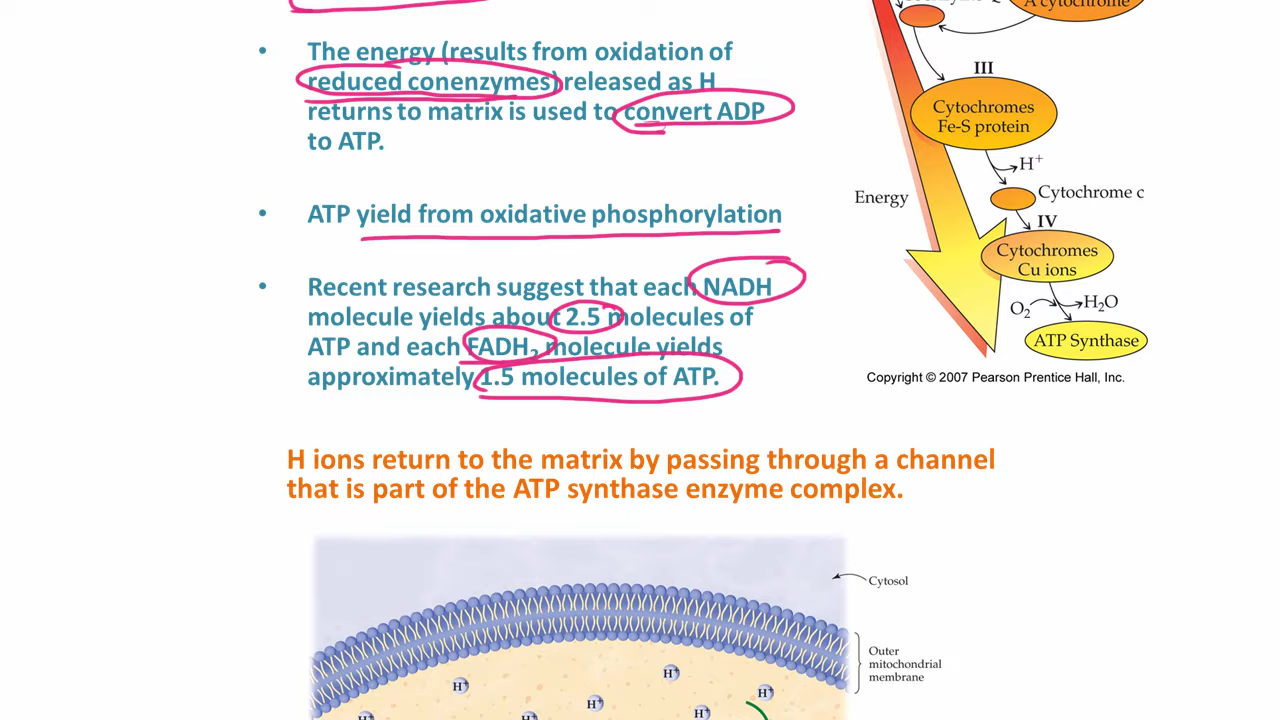 A cytochrome
• The energy (results from oxidation of
reduced conenzymes) released as H
returns to matrix is used to convert ADP
to ATP.
• ATP yield from oxidative phosphorylation
• Recent research suggest that each NADH
molecule yields about 2.5 molecules of
ATP and each FADH₂ molecule yields
approximately 1.5 molecules of ATP.
III
Cytochromes
Fe-S protein
H⁺
Cytochrome c
Energy
IV
Cytochromes
Cu ions
O₂
H₂O
ATP Synthase
Copyright © 2007 Pearson Prentice Hall, Inc.
H ions return to the matrix by passing through a channel
that is part of the ATP synthase enzyme complex.
Cytosol
Outer
mitochondrial
membrane
H⁺
H⁺
H⁺
H⁺
H⁺
H⁺
H⁺